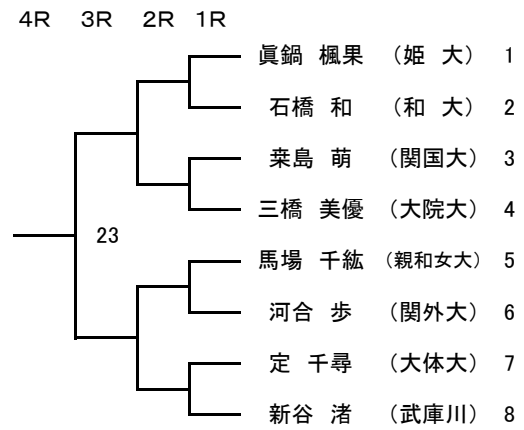 4R 3R 2R 1R
眞鍋 楓果 （姫 大） 1
石橋 和 （和 大） 2
桒島 萌 （関国大） 3
三橋 美優 （大院大） 4
23
馬場 千紘 （親和女大） 5
河合 歩 （関外大） 6
定 千尋 （大体大） 7
新谷 渚 （武庫川） 8